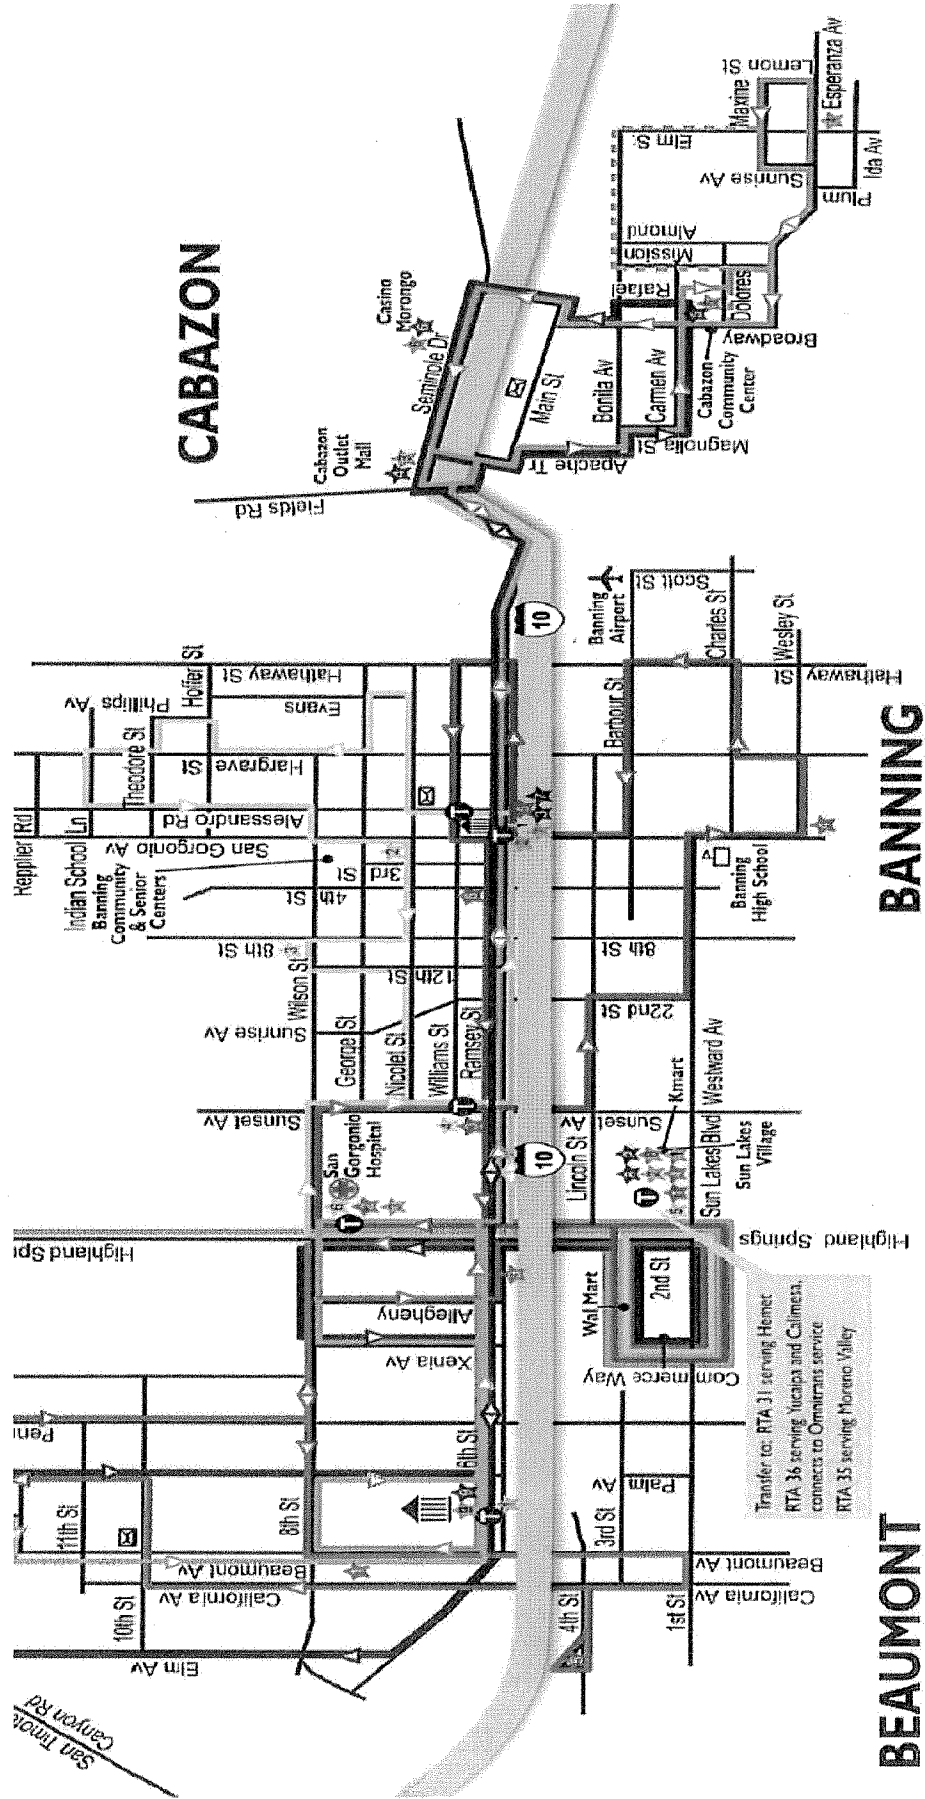 CABAZON
Casino
Morongo
Seminole Dr
Cabazon
Outlet
Mall
Fields Rd
Main St
Apache Tr
Bonita Av
Carmen Av
Magnolia St
Cabazon
Community
Center
Broadway
Dolores
Rafael
Mission
Almond
Elm S
Maxine
Lemon St
Esperanza Av
Sunrise Av
Plum
Ida Av
BANNING
10
Banning
Airport
Scott St
Charles St
Wesley St
Hathaway
St
Barbour St
Hoffer St
Hathaway St
Evans
Phillips Av
Theodore St
Hargrave
St
Alessandro Rd
San Gorgonio Av
Repplier Rd
Indian School Ln
Banning
Community
& Senior
Centers
3rd
St
4th St
8th St
12th St
Wilson St
Sunrise Av
George St
Nicolet St
Williams St
Ramsey St
Sunset Av
8th St
22nd St
Banning
High School
Av
Westward Av
Sunset
Av
Lincoln St
Kmart
Sun Lakes
Village
Sun Lakes Blvd
10
San
Gorgonio
Hospital
BEAUMONT
Highland Spr
Highland Springs
Allegheny
Xenia Av
Wal Mart
2nd St
Commerce Way
Transfer to: RTA 31 serving Hemet
RTA 36 serving Yucaipa and Calimesa,
connects to Omnitrans service
RTA 35 serving Moreno Valley
Penn
11th St
8th St
6th St
Palm
Av
3rd St
4th St
1st St
Beaumont Av
California Av
Beaumont Av
California Av
10th St
Elm Av
San Timote
Canyon Rd